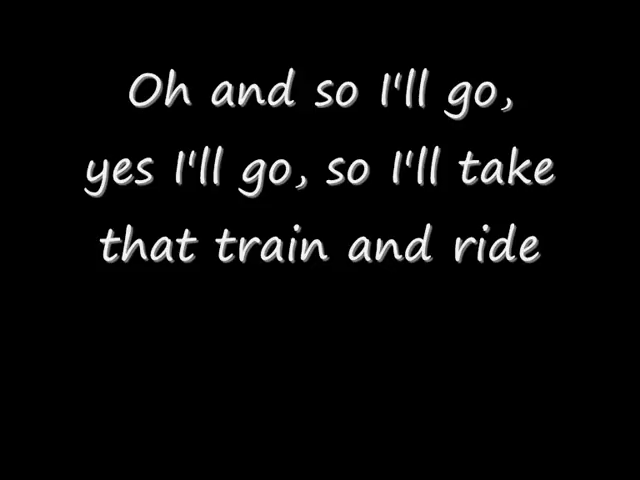 Oh and so I'll go,
yes I'll go, so I'll take
that train and ride